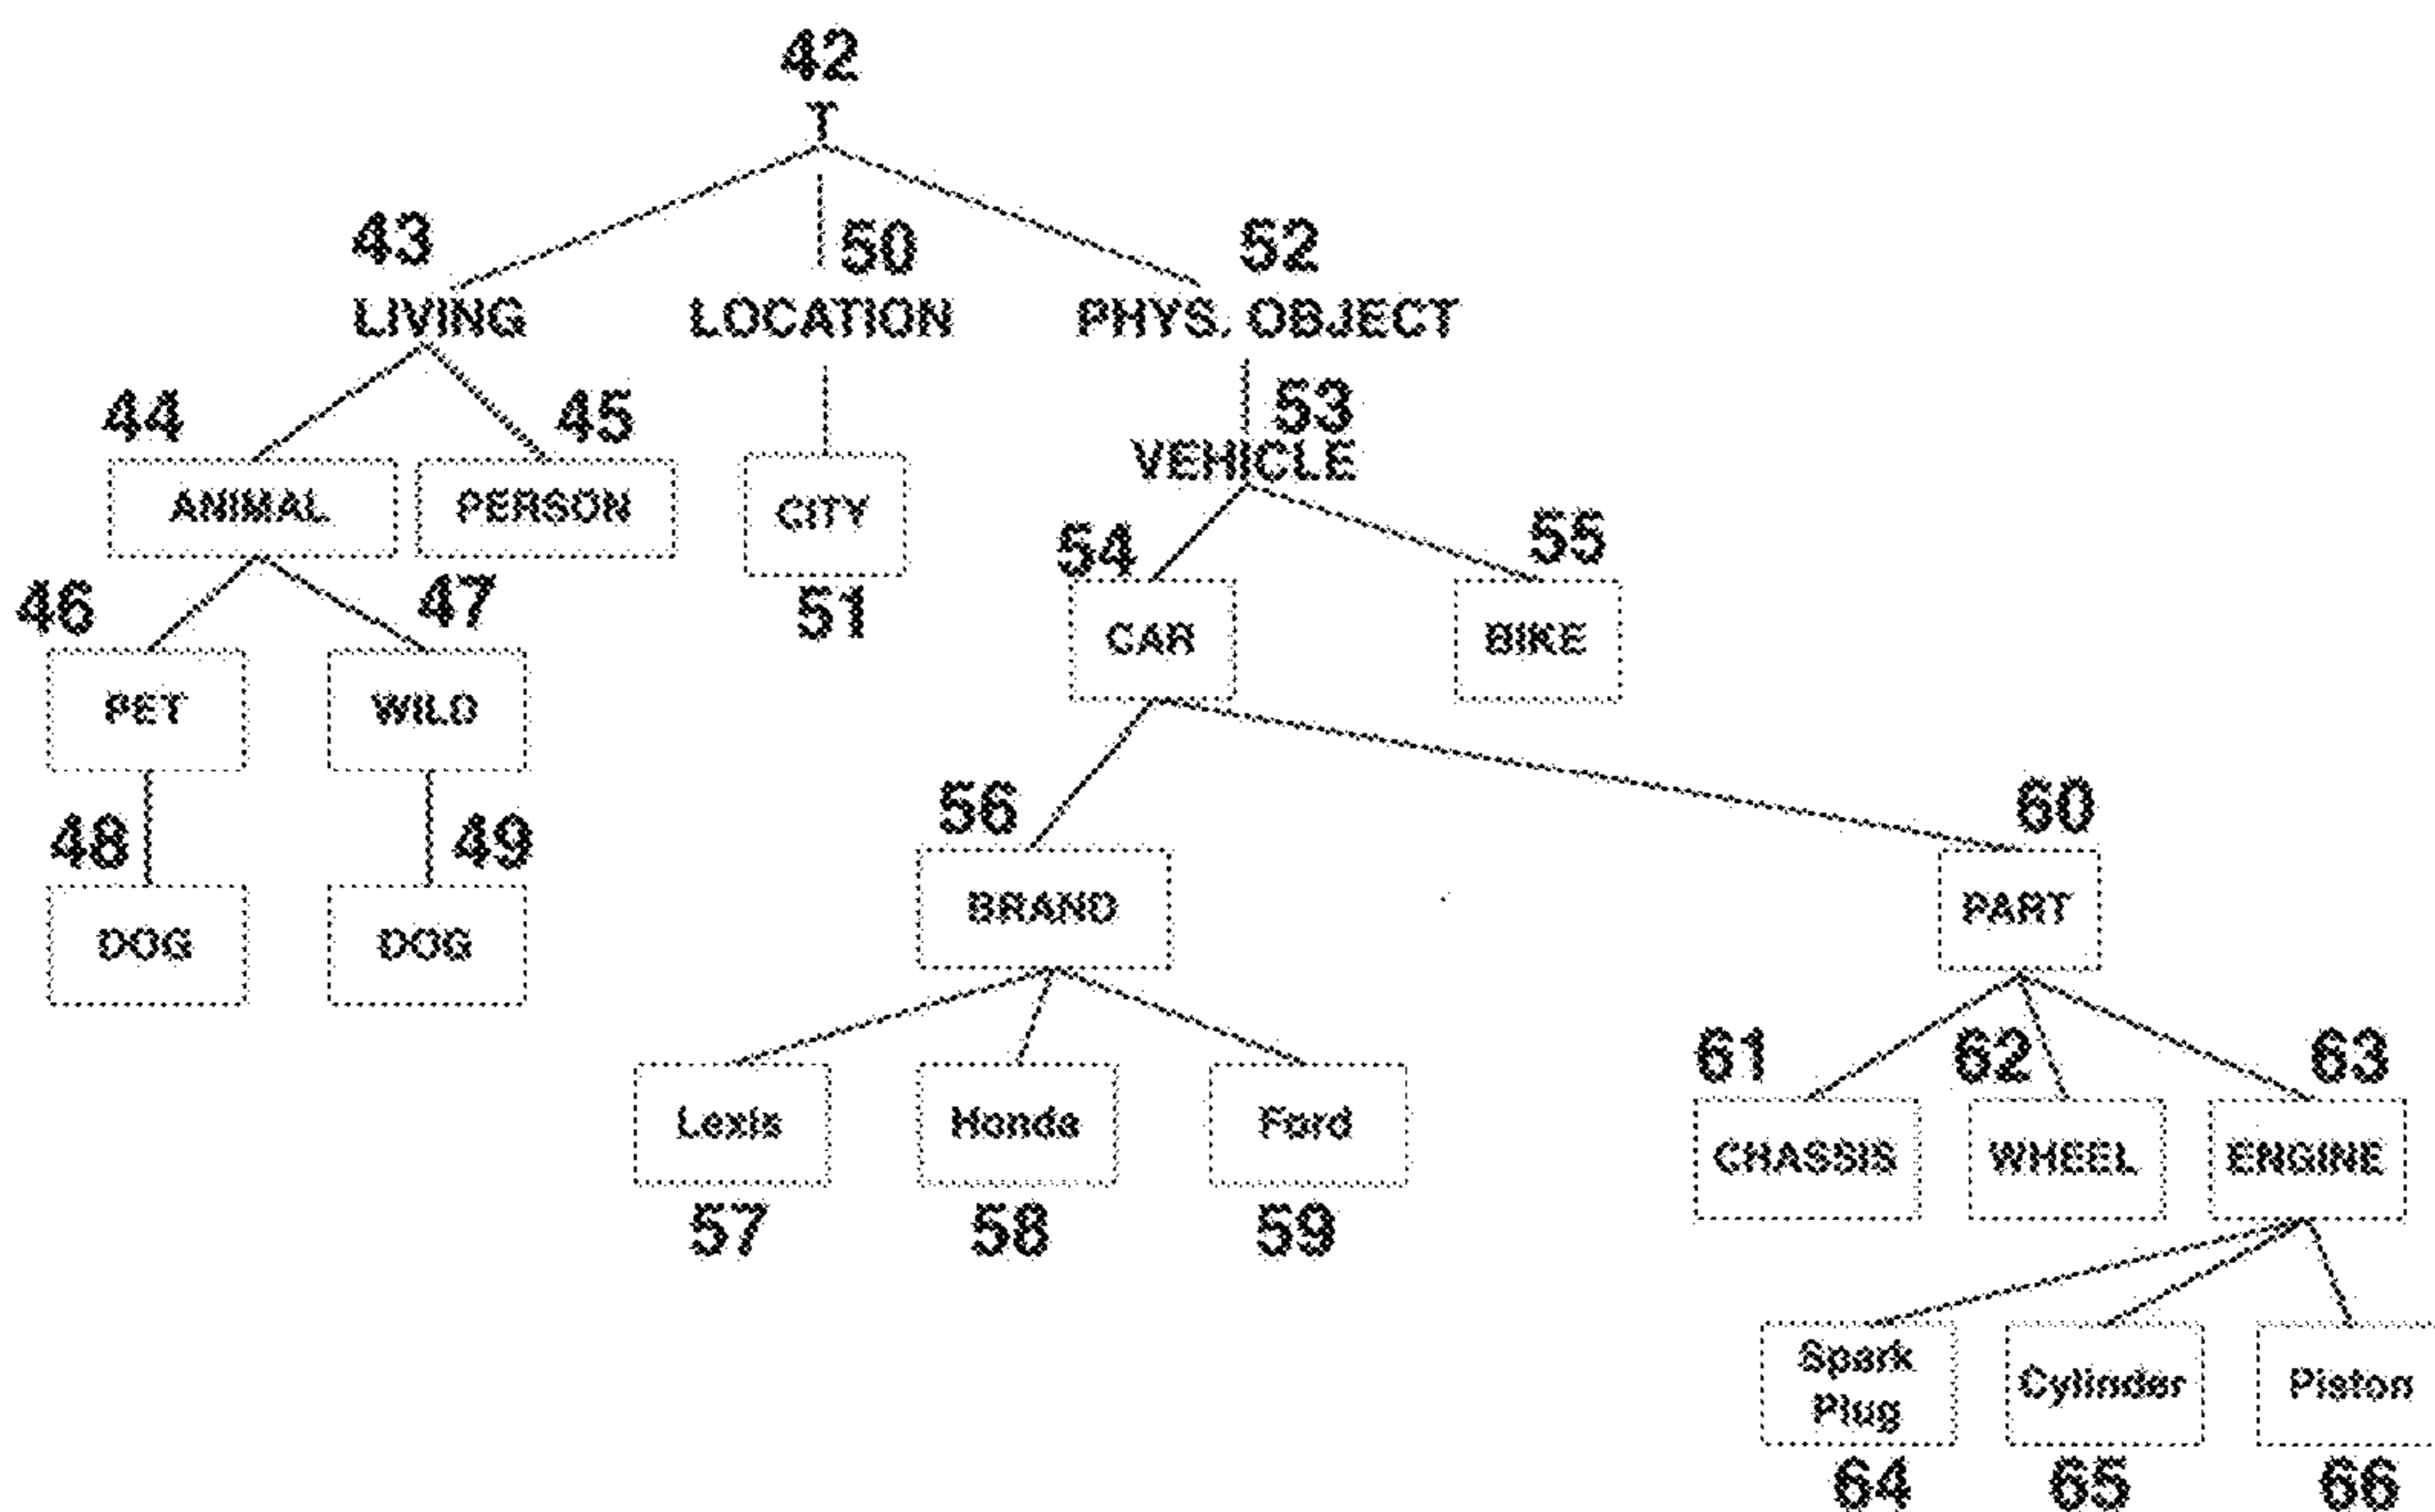 42
T
43
50
52
LIVING
LOCATION
PHYS. OBJECT
44
45
53
VEHICLE
ANIMAL
PERSON
CITY
54
55
46
47
51
CAR
BIKE
PET
WILD
56
60
48
49
BRAND
PART
DOG
DOG
61
62
63
Lexis
Honda
Ford
CHASSIS
WHEEL
ENGINE
57
58
59
Spark
Plug
Cylinder
Piston
64
65
66